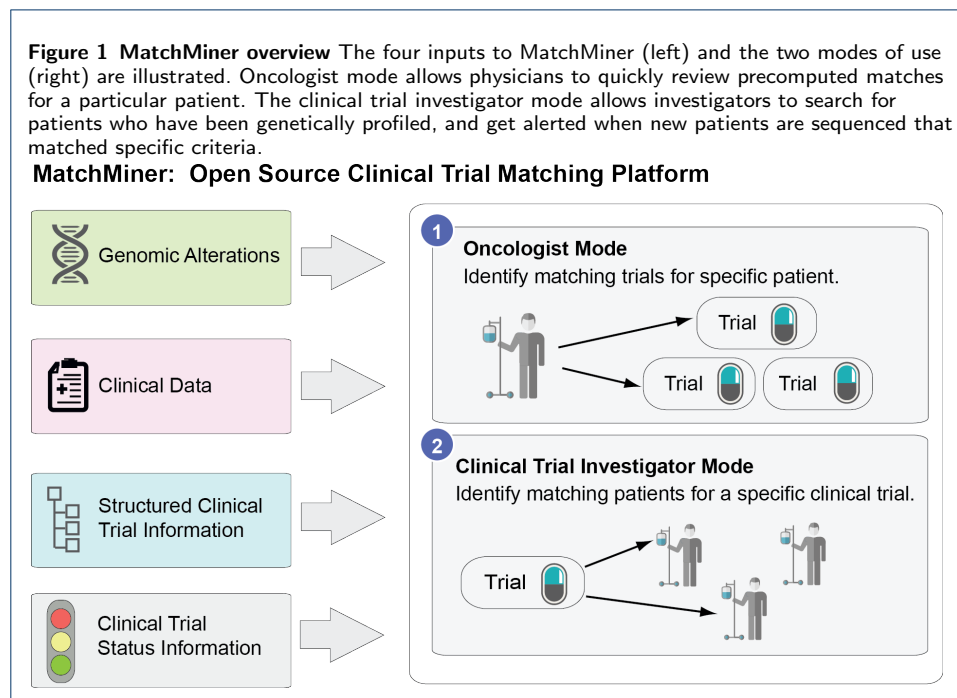 Figure 1 MatchMiner overview The four inputs to MatchMiner (left) and the two modes of use
(right) are illustrated. Oncologist mode allows physicians to quickly review precomputed matches
for a particular patient. The clinical trial investigator mode allows investigators to search for
patients who have been genetically profiled, and get alerted when new patients are sequenced that
matched specific criteria.
MatchMiner: Open Source Clinical Trial Matching Platform
Genomic Alterations
Clinical Data
Structured Clinical
Trial Information
Clinical Trial
Status Information
1
Oncologist Mode
Identify matching trials for specific patient.
Trial
Trial
Trial
2
Clinical Trial Investigator Mode
Identify matching patients for a specific clinical trial.
Trial